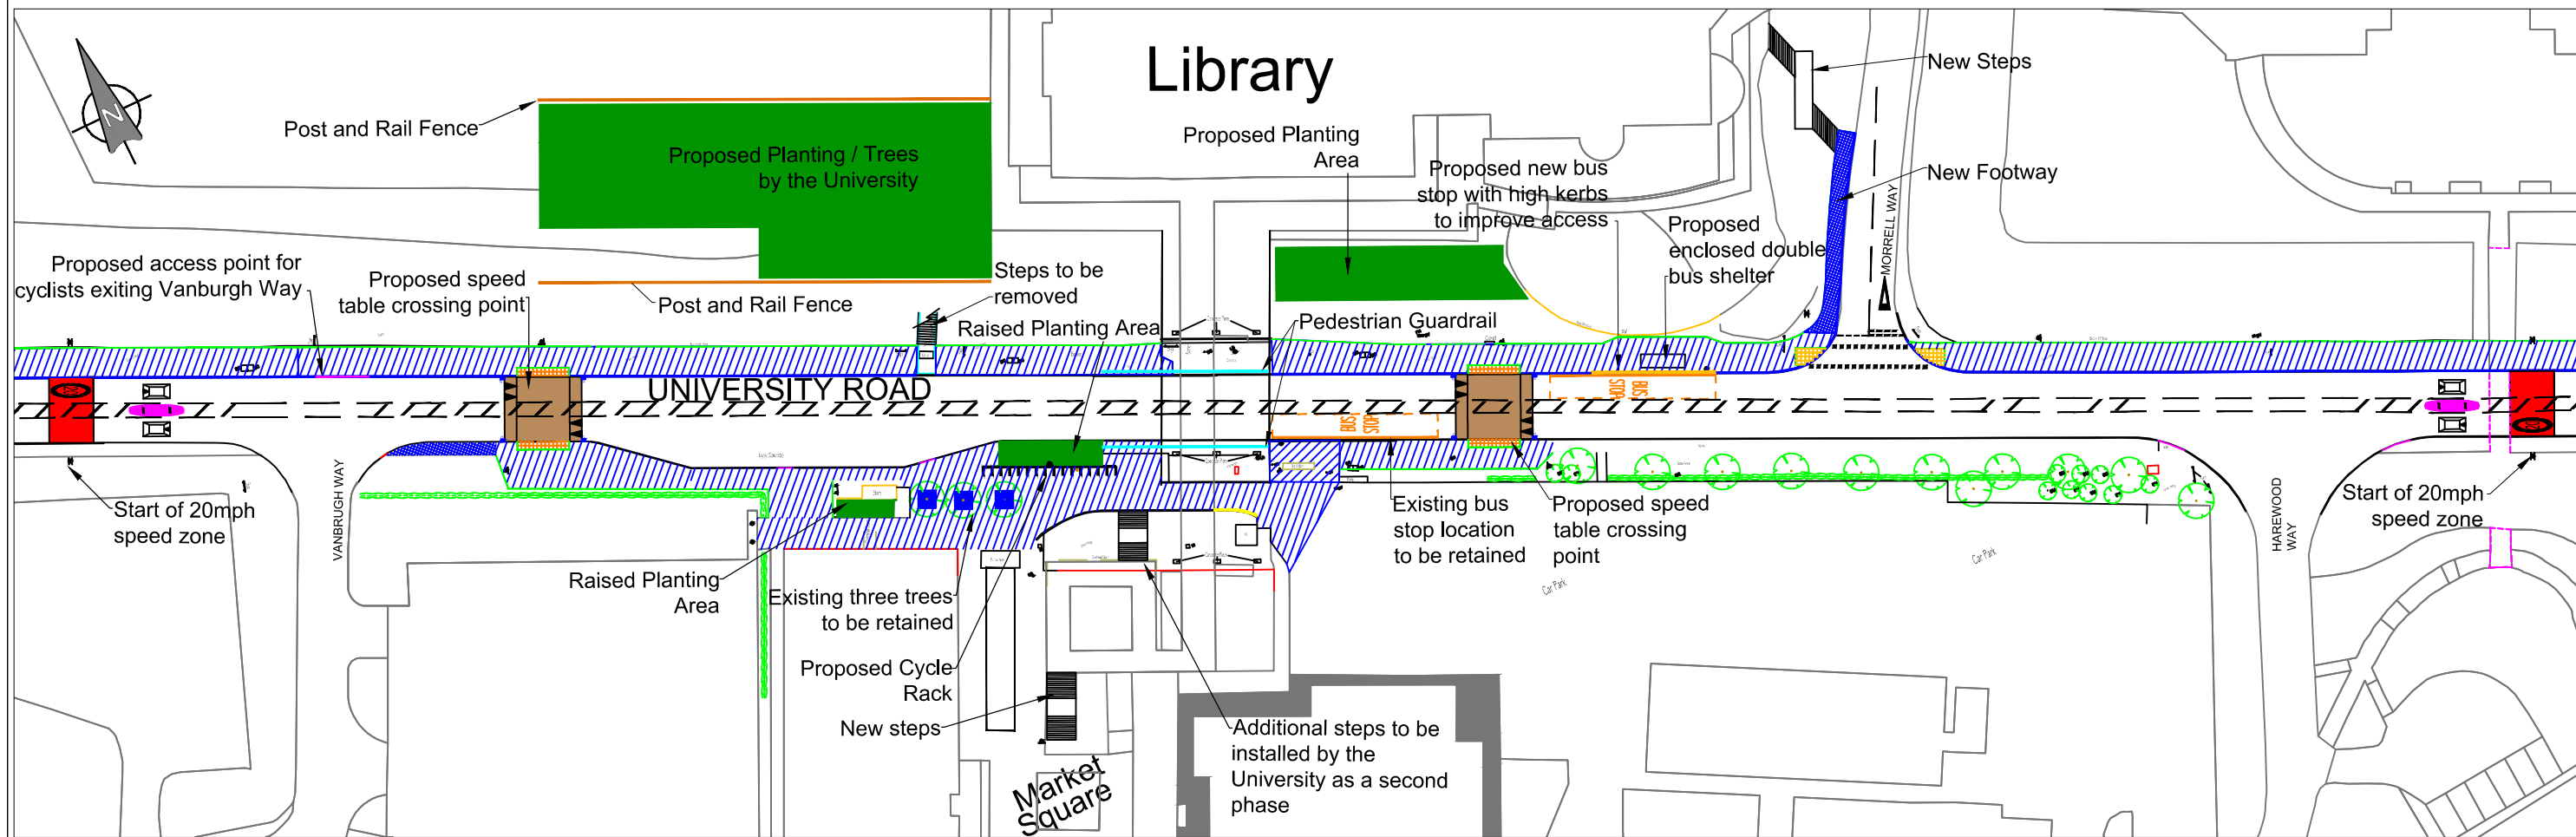 Library
New Steps
Post and Rail Fence
Proposed Planting
Area
Proposed Planting / Trees
by the University
Proposed new bus
stop with high kerbs
to improve access
New Footway
MORRELL WAY
Proposed
enclosed double
bus shelter
Proposed access point for
cyclists exiting Vanburgh Way
Proposed speed
table crossing point
Steps to be
removed
Post and Rail Fence
Raised Planting Area
Pedestrian Guardrail
UNIVERSITY ROAD
BUS
STOP
BUS
STOP
Start of 20mph
speed zone
VANBRUGH WAY
Existing bus
stop location
to be retained
Proposed speed
table crossing
point
HAREWOOD
WAY
Start of 20mph
speed zone
Car Park
Car Park
Raised Planting
Area
Existing three trees
to be retained
Proposed Cycle
Rack
New steps
Additional steps to be
installed by the
University as a second
phase
Market
Square
N